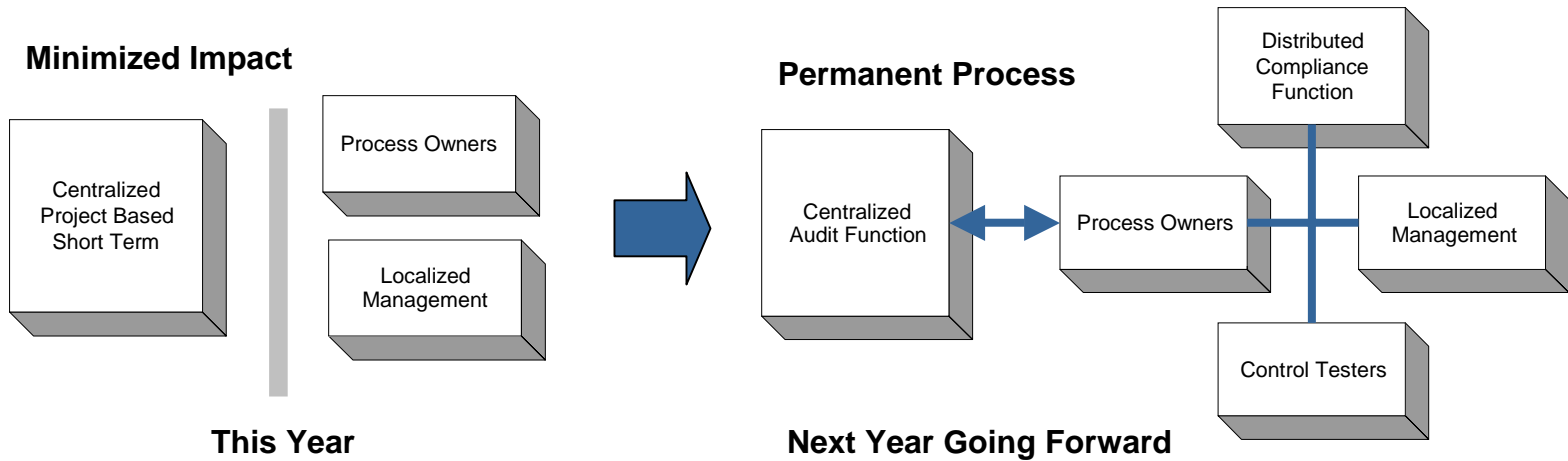 Minimized Impact
Centralized
Project Based
Short Term
Process Owners
Localized
Management
This Year
Permanent Process
Centralized
Audit Function
Process Owners
Distributed
Compliance
Function
Localized
Management
Control Testers
Next Year Going Forward